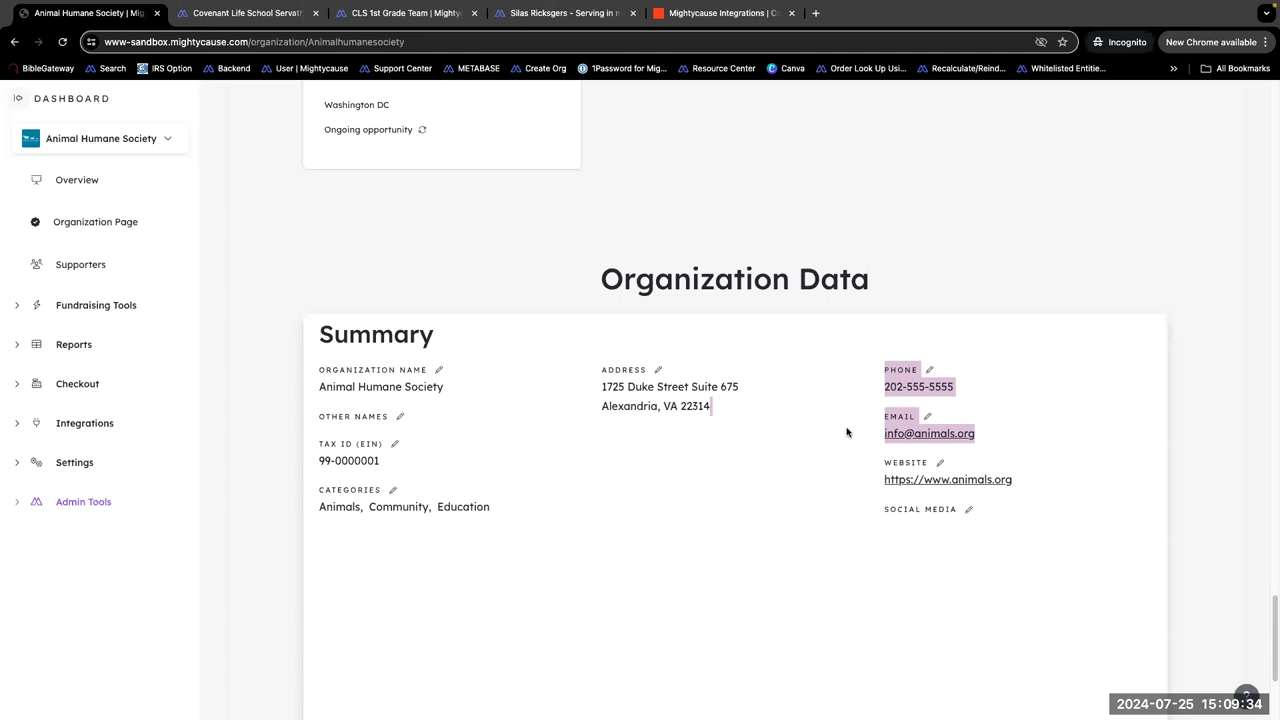 Animal Humane Society | Mig
Covenant Life School Servath
CLS 1st Grade Team | Mighty
Silas Ricksgers - Serving in n
Mightycause Integrations | C
www-sandbox.mightycause.com/organization/Animalhumanesociety
Incognito
New Chrome available
BibleGateway
Search
IRS Option
Backend
User | Mightycause
Support Center
METABASE
Create Org
1Password for Mig...
Resource Center
Canva
Order Look Up Usi...
Recalculate/Reind...
Whitelisted Entitie...
»
All Bookmarks
DASHBOARD
Animal Humane Society
Overview
Organization Page
Supporters
Fundraising Tools
Reports
Checkout
Integrations
Settings
Admin Tools
Washington DC
Ongoing opportunity
Organization Data
Summary
ORGANIZATION NAME
Animal Humane Society
OTHER NAMES
TAX ID (EIN)
99-0000001
CATEGORIES
Animals, Community, Education
ADDRESS
1725 Duke Street Suite 675
Alexandria, VA 22314
PHONE
202-555-5555
EMAIL
info@animals.org
WEBSITE
https://www.animals.org
SOCIAL MEDIA
?
2024-07-25 15:09:34